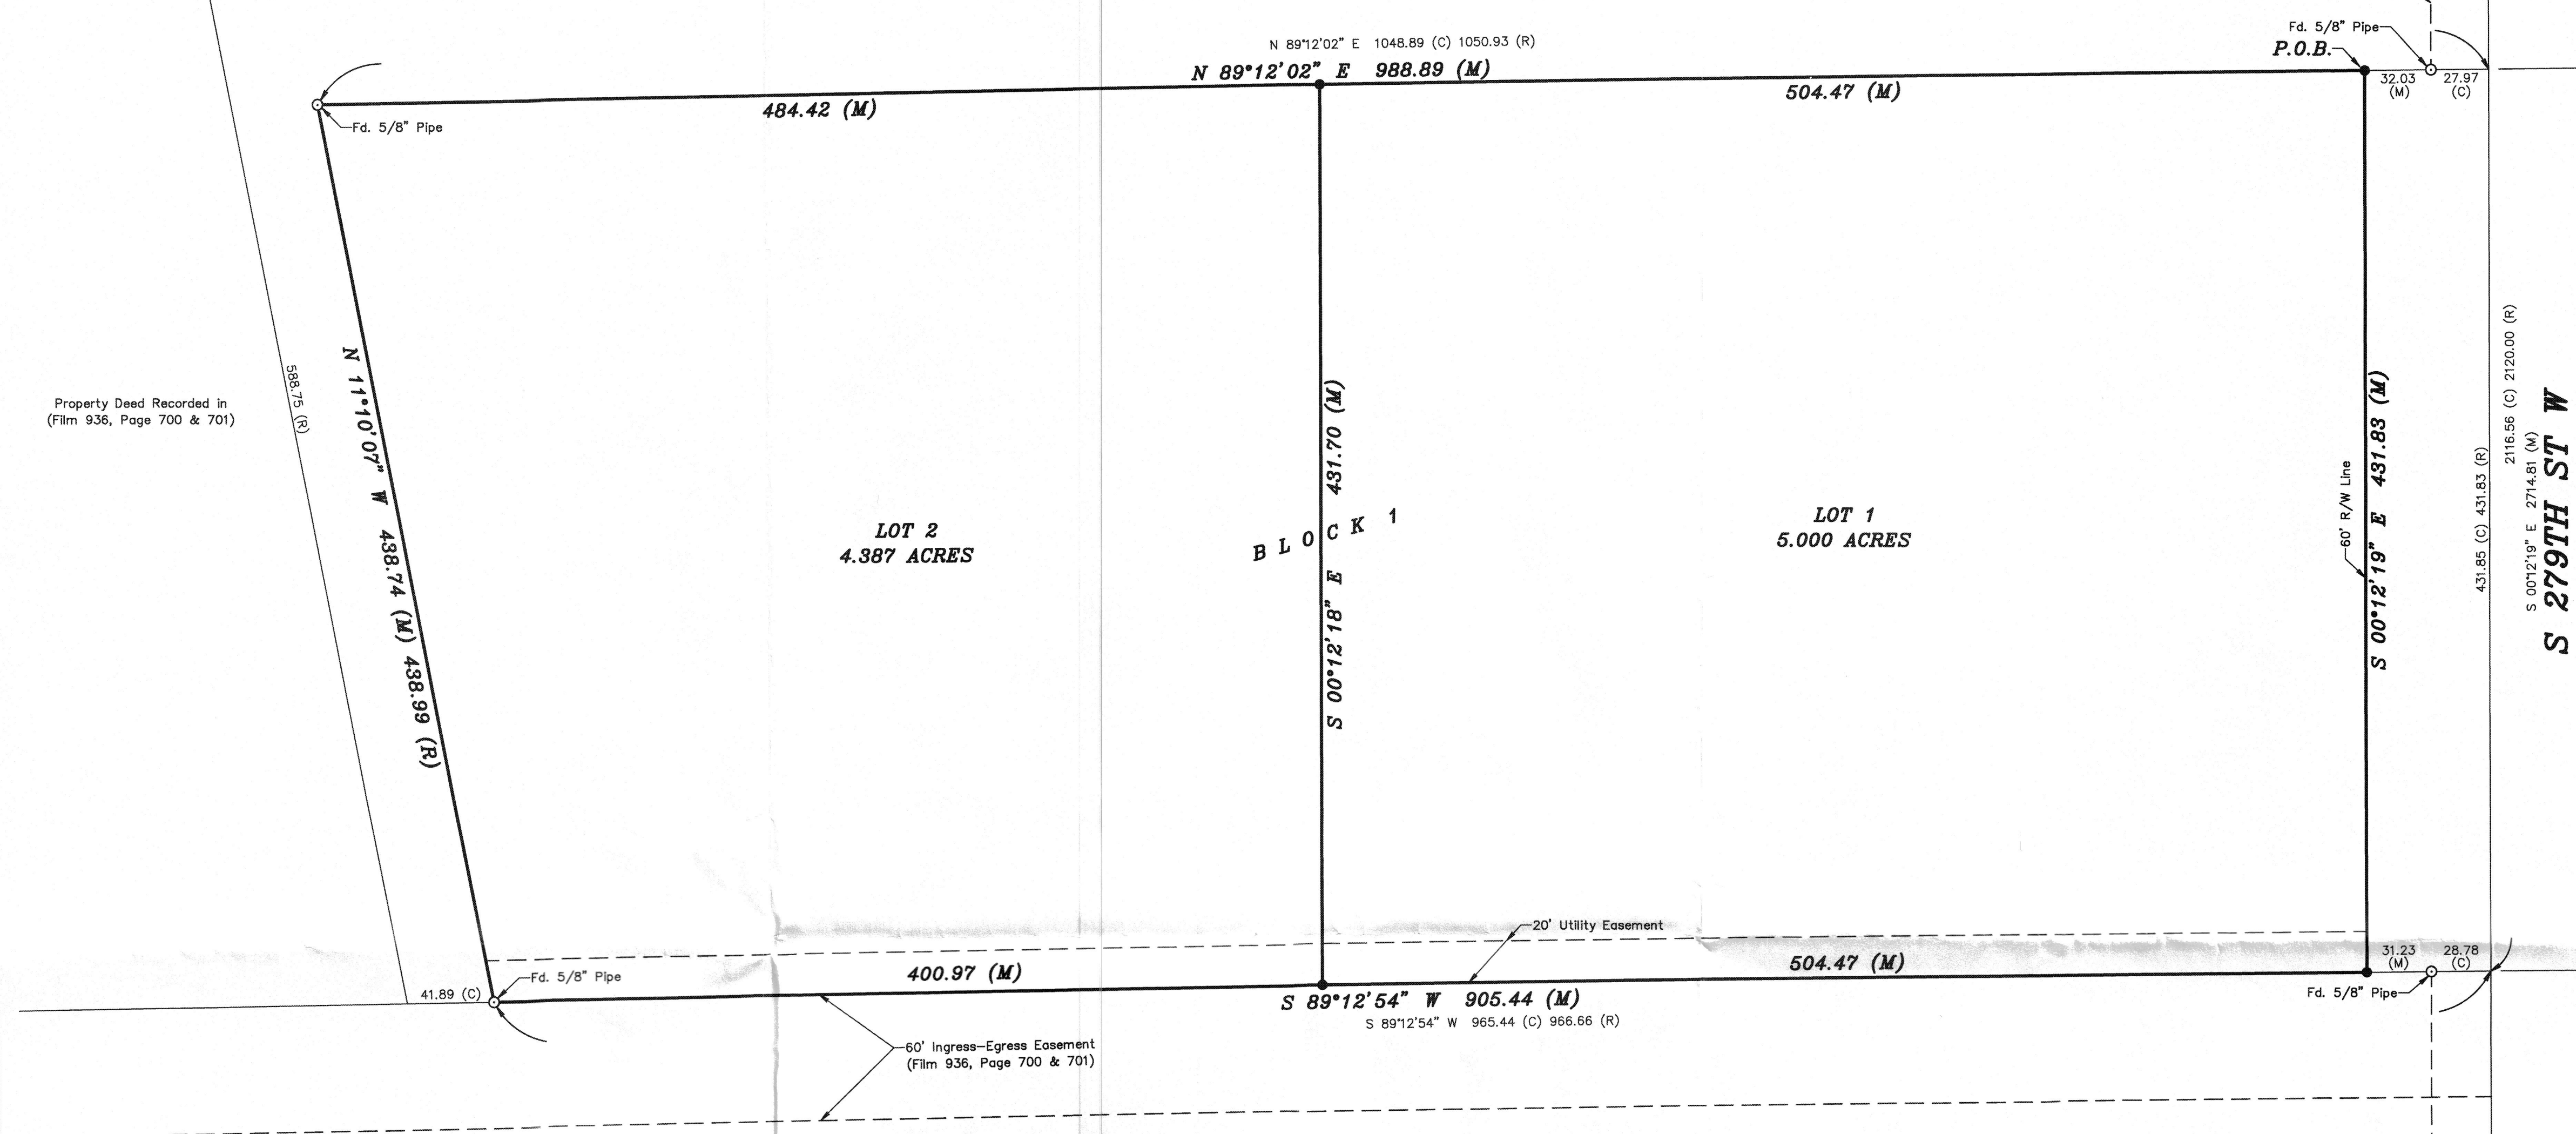 Fd. 5/8" Pipe
P.O.B.
N 89°12'02" E 1048.89 (C) 1050.93 (R)
N 89°12'02" E 988.89 (M)
32.03
(M)
27.97
(C)
484.42 (M)
504.47 (M)
Fd. 5/8" Pipe
Property Deed Recorded in
(Film 936, Page 700 & 701)
588.75 (R)
N 11°10'07" W 438.74 (M) 438.99 (R)
LOT 2
4.387 ACRES
BLOCK 1
S 00°12'18" E 431.70 (M)
LOT 1
5.000 ACRES
60' R/W Line
S 00°12'19" E 431.83 (M)
431.85 (C) 431.83 (R)
2116.56 (C) 2120.00 (R)
S 00°12'19" E 2714.81 (M)
S 279TH ST W
20' Utility Easement
400.97 (M)
504.47 (M)
31.23
(M)
28.78
(C)
Fd. 5/8" Pipe
41.89 (C)
Fd. 5/8" Pipe
S 89°12'54" W 905.44 (M)
S 89°12'54" W 965.44 (C) 966.66 (R)
60' Ingress-Egress Easement
(Film 936, Page 700 & 701)